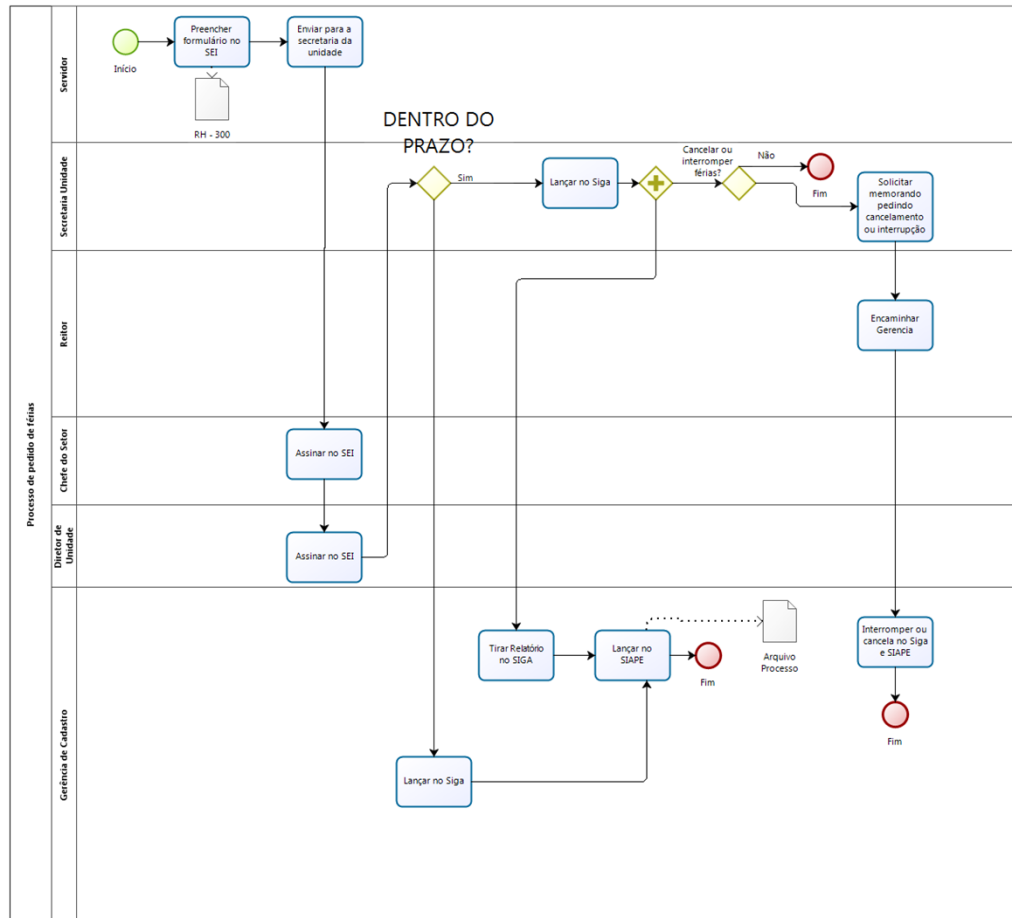 Processo de pedido de férias
Servidor
Início
Preencher
formulário no
SEI
Enviar para a
secretaria da
unidade
RH - 300
Secretaria Unidade
DENTRO DO
PRAZO?
Sim
Lançar no Siga
Cancelar ou
interromper
férias?
Não
Fim
Solicitar
memorando
pedindo
cancelamento
ou interrupção
Reitor
Encaminhar
Gerencia
Chefe do Setor
Assinar no SEI
Diretor de
Unidade
Assinar no SEI
Gerência de Cadastro
Tirar Relatório
no SIGA
Lançar no
SIAPE
Fim
Arquivo
Processo
Interromper ou
cancela no Siga
e SIAPE
Fim
Lançar no Siga